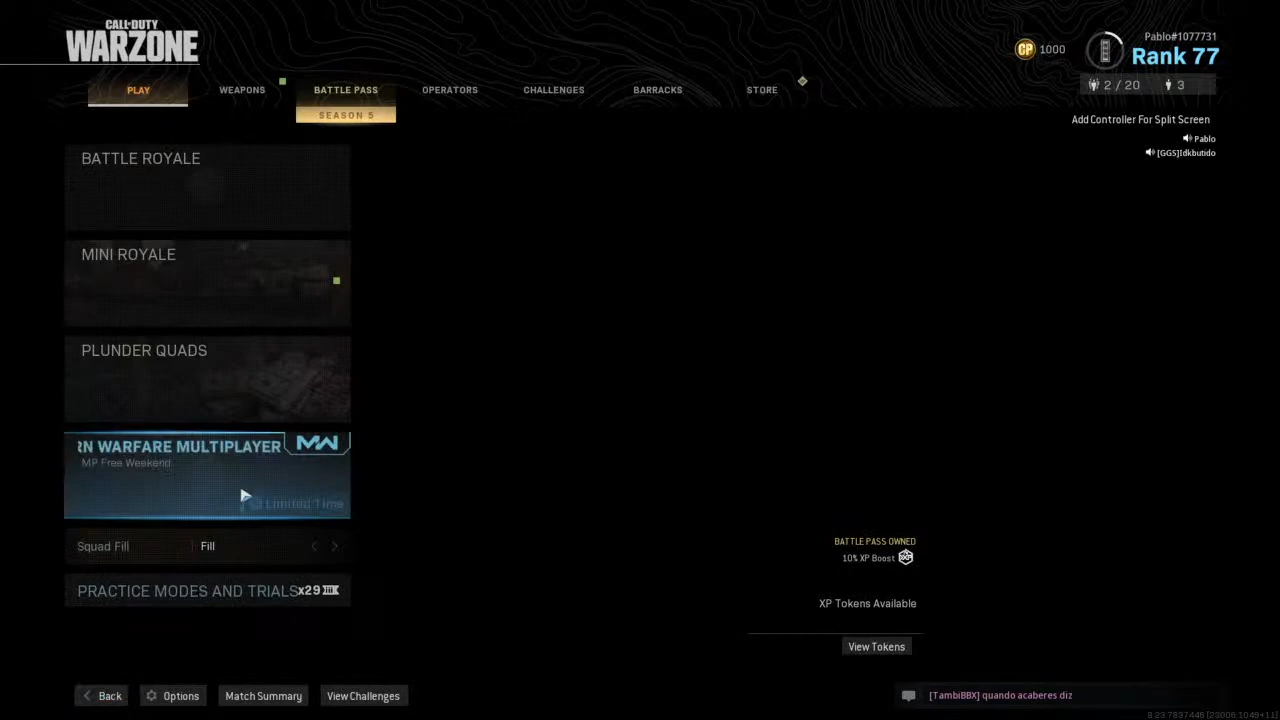 CALL OF DUTY
WARZONE
CP 1000
Pablo#1077731
Rank 77
2 / 20
3
PLAY
WEAPONS
BATTLE PASS
OPERATORS
CHALLENGES
BARRACKS
STORE
SEASON 5
Add Controller For Split Screen
Pablo
[GGS]Idkbutido
BATTLE ROYALE
MINI ROYALE
PLUNDER QUADS
RN WARFARE MULTIPLAYER
MW
MP Free Weekend
Limited Time
Squad Fill
Fill
PRACTICE MODES AND TRIALS
x29
BATTLE PASS OWNED
10% XP Boost
XP Tokens Available
View Tokens
Back
Options
Match Summary
View Challenges
[TambiBBX] quando acaberes diz